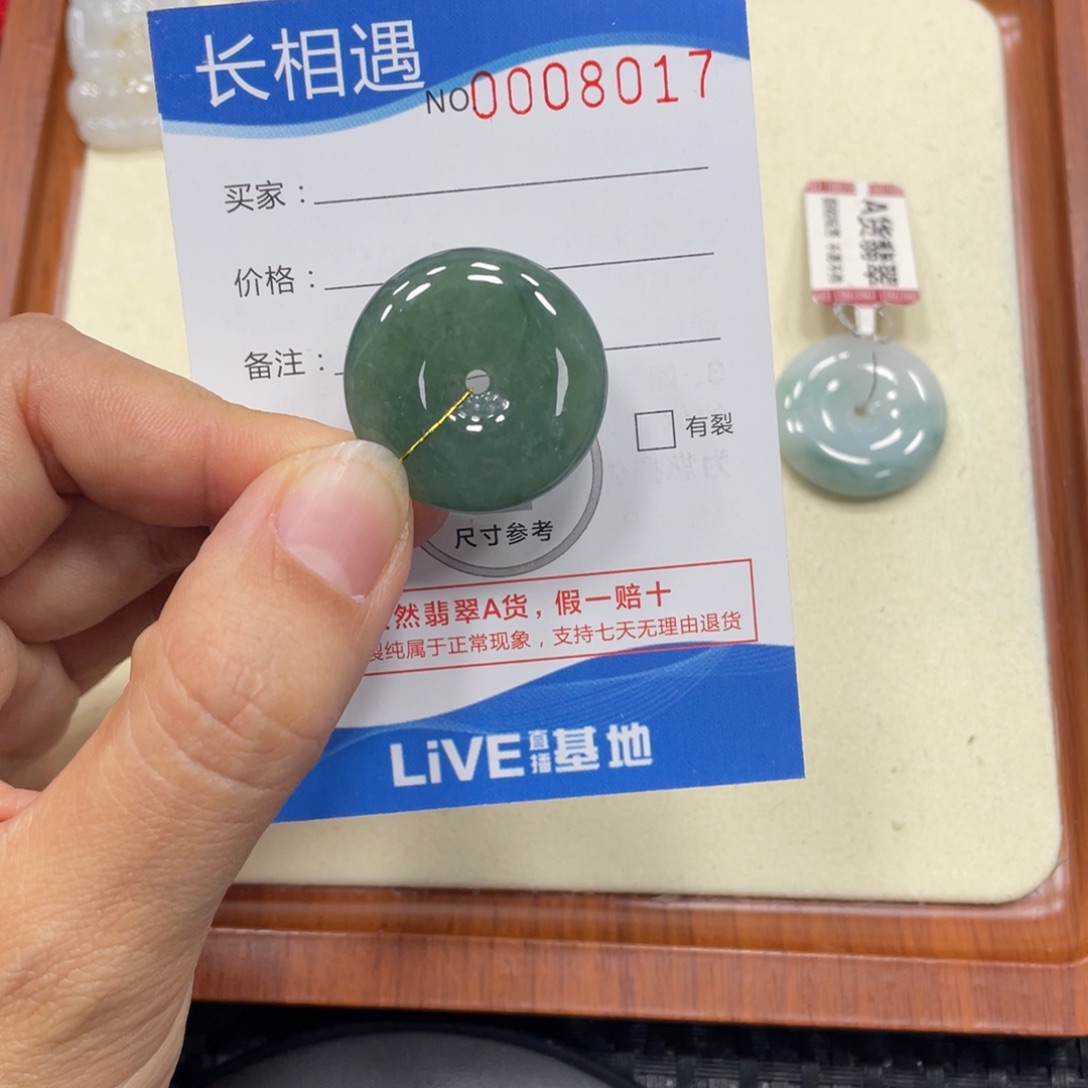 长相遇
NO0008017
买家：
价格：
备注：
有裂
尺寸参考
然翡翠A货，假一赔十
纯属于正常现象，支持七天无理由退货
LiVE直播基地
A货翡翠